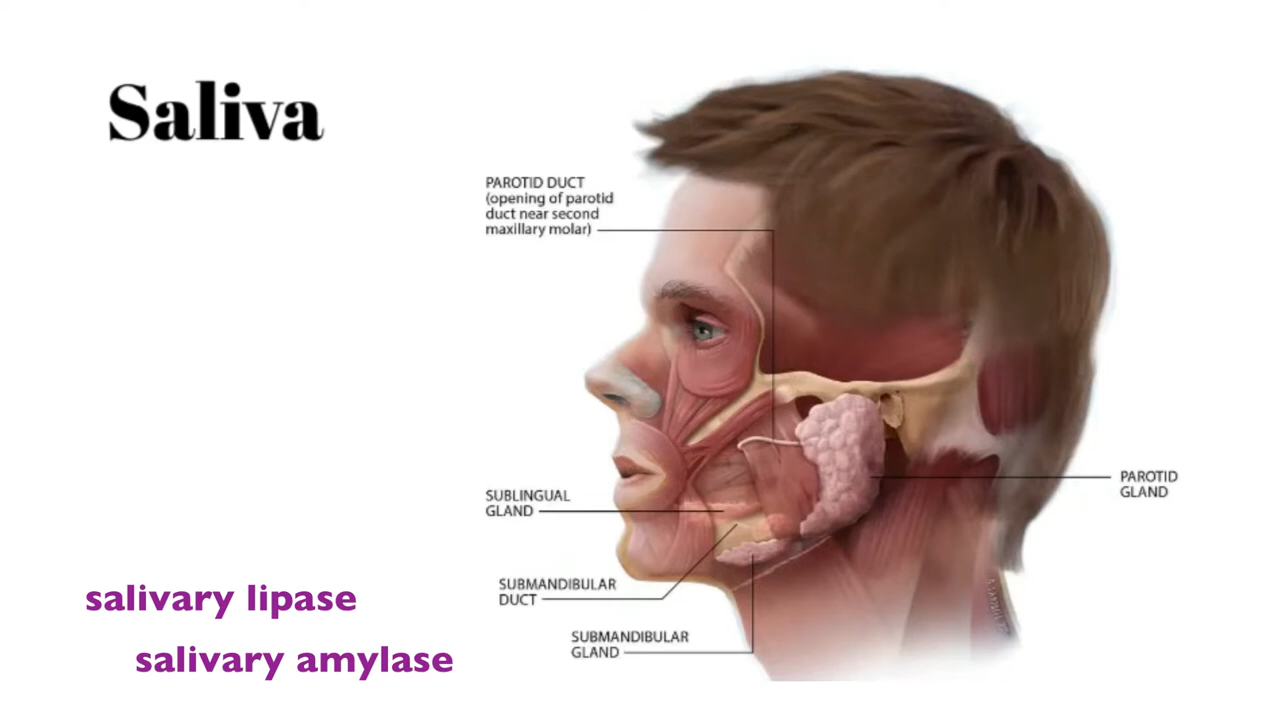 Saliva
PAROTID DUCT
(opening of parotid
duct near second
maxillary molar)
PAROTID
GLAND
SUBLINGUAL
GLAND
SUBMANDIBULAR
DUCT
salivary lipase
SUBMANDIBULAR
GLAND
salivary amylase